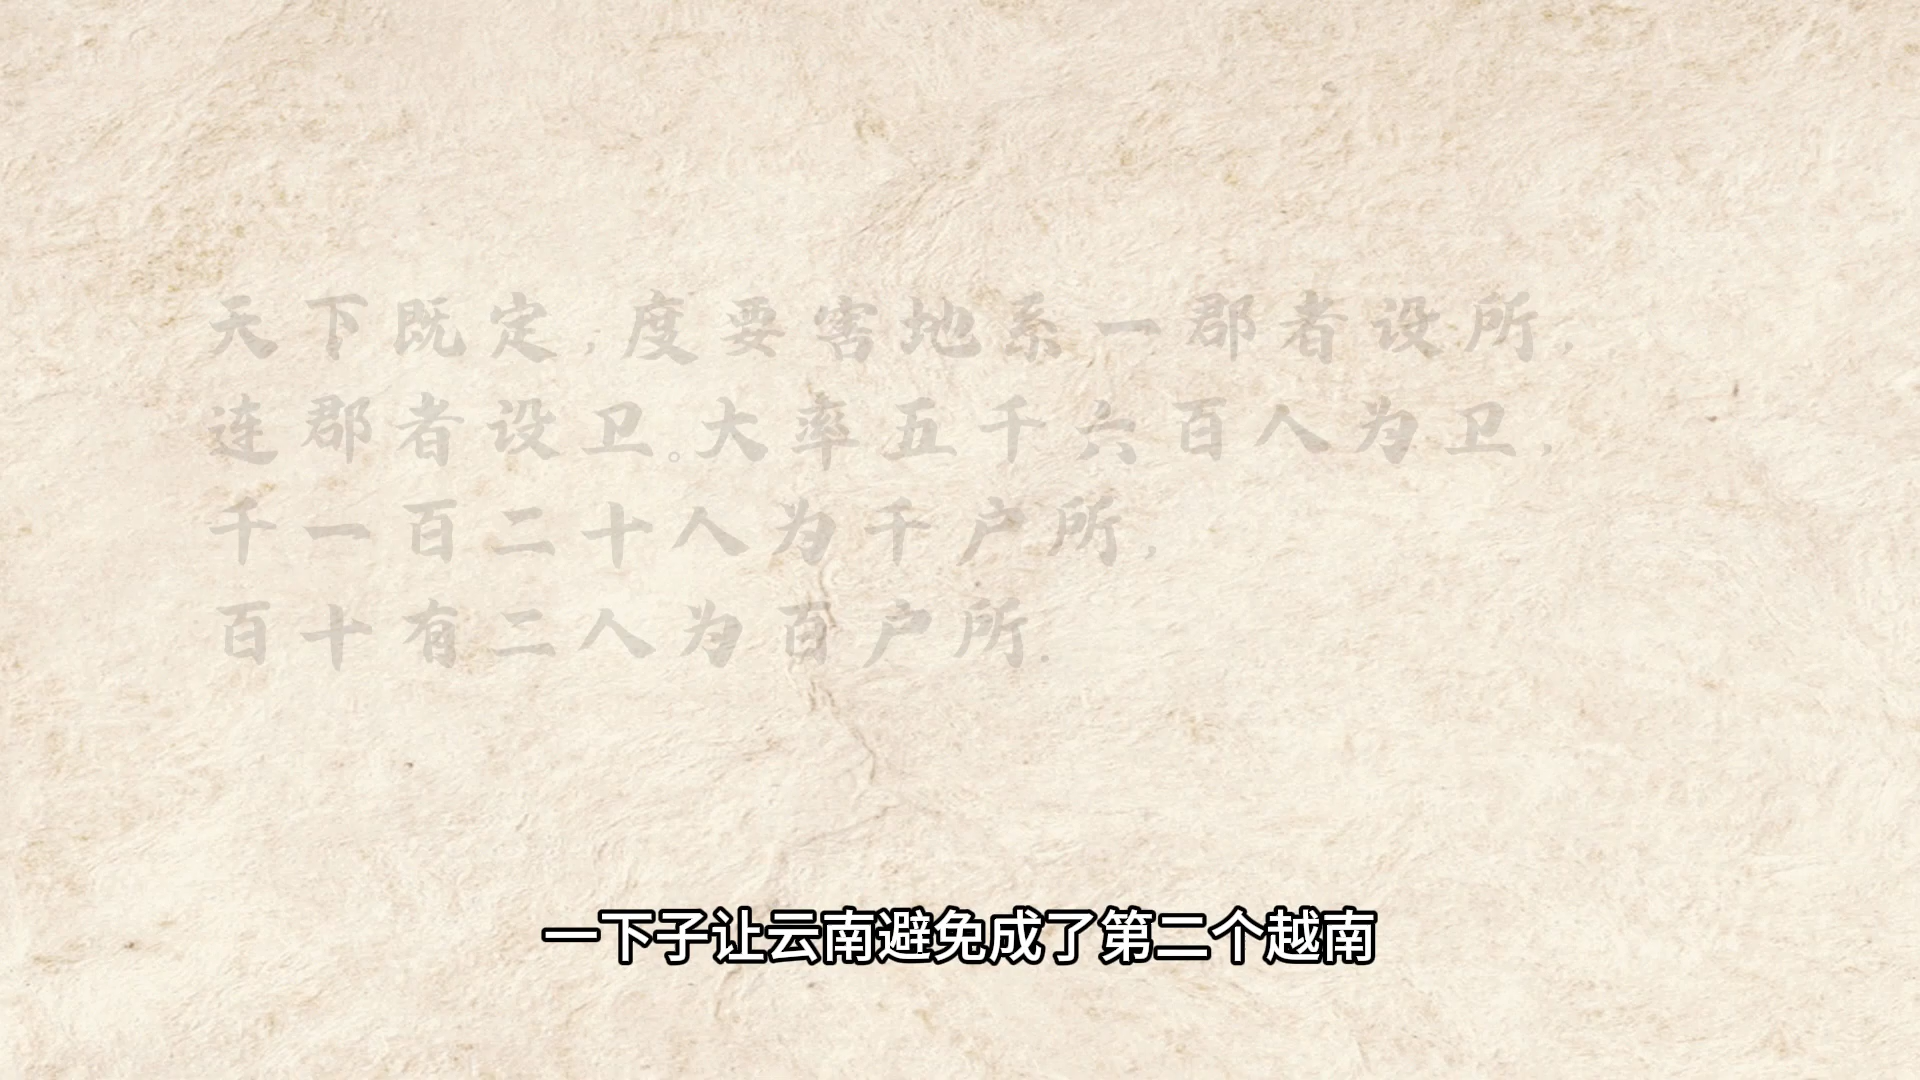 天下既定,度要害地系一郡者设所,
连郡者设卫。大率五千六百人为卫,
千一百二十人为千户所,
百十有二人为百户所.
一下子让云南避免成了第二个越南